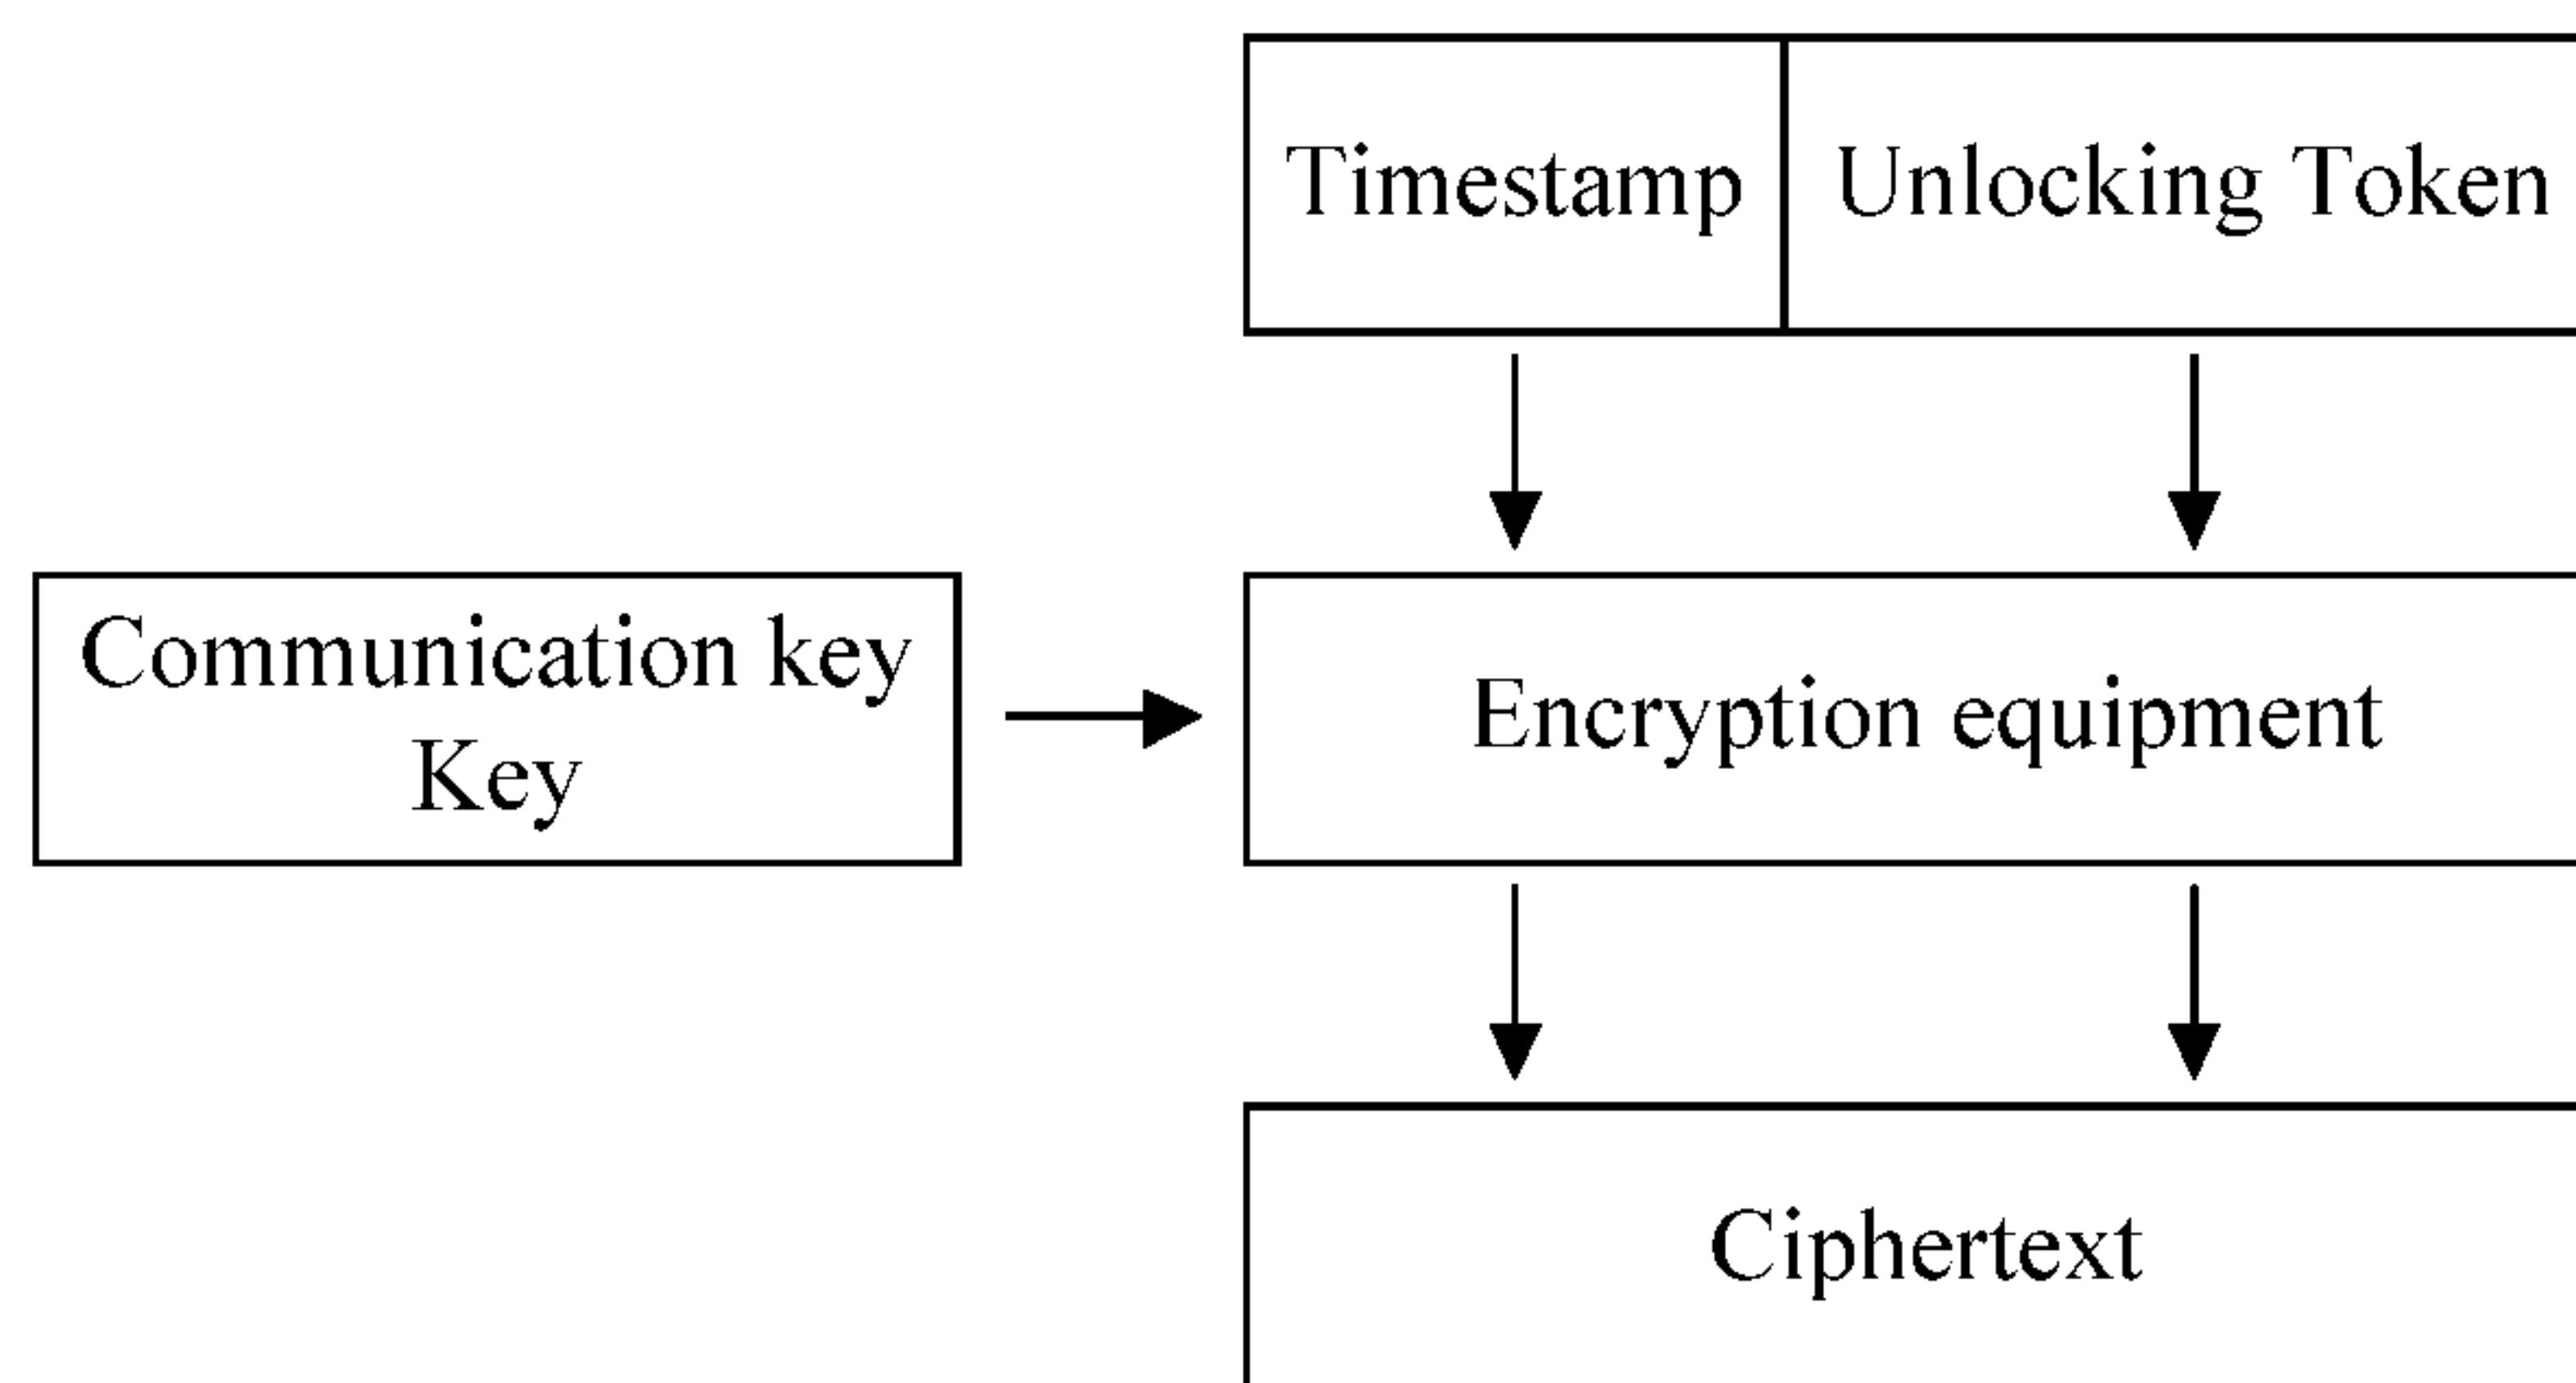 Timestamp
Unlocking Token
Communication key
Key
Encryption equipment
Ciphertext